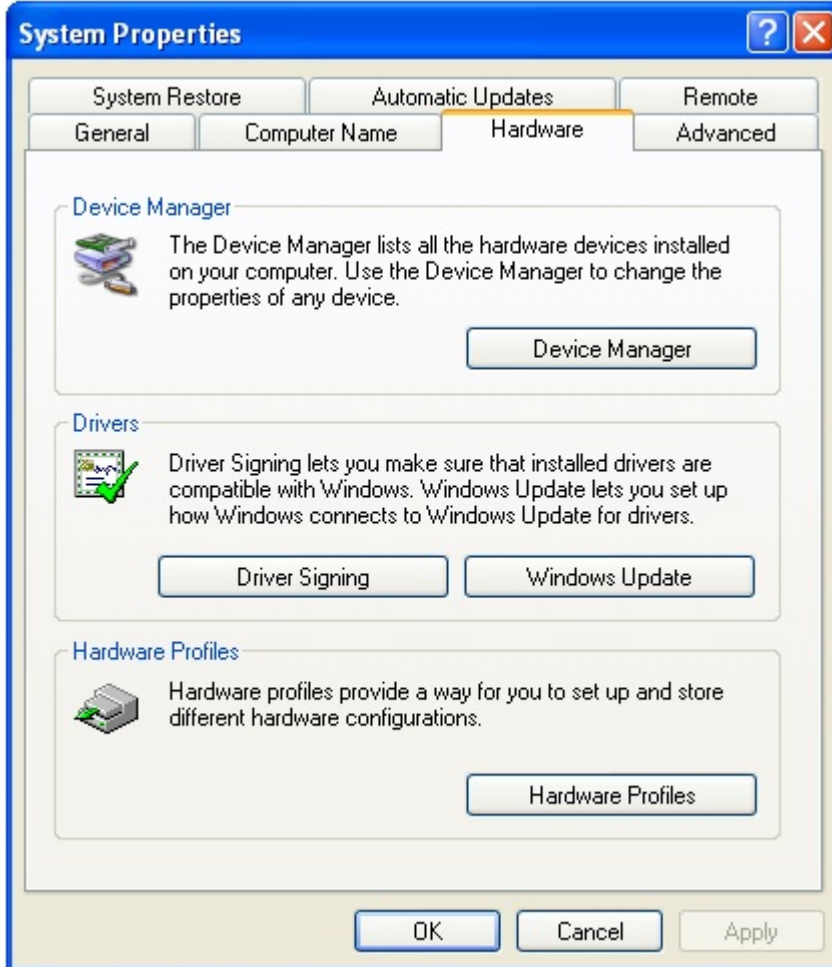 System Properties
System Restore
Automatic Updates
Remote
General
Computer Name
Hardware
Advanced
Device Manager
The Device Manager lists all the hardware devices installed
on your computer. Use the Device Manager to change the
properties of any device.
Device Manager
Drivers
Driver Signing lets you make sure that installed drivers are
compatible with Windows. Windows Update lets you set up
how Windows connects to Windows Update for drivers.
Driver Signing
Windows Update
Hardware Profiles
Hardware profiles provide a way for you to set up and store
different hardware configurations.
Hardware Profiles
OK
Cancel
Apply